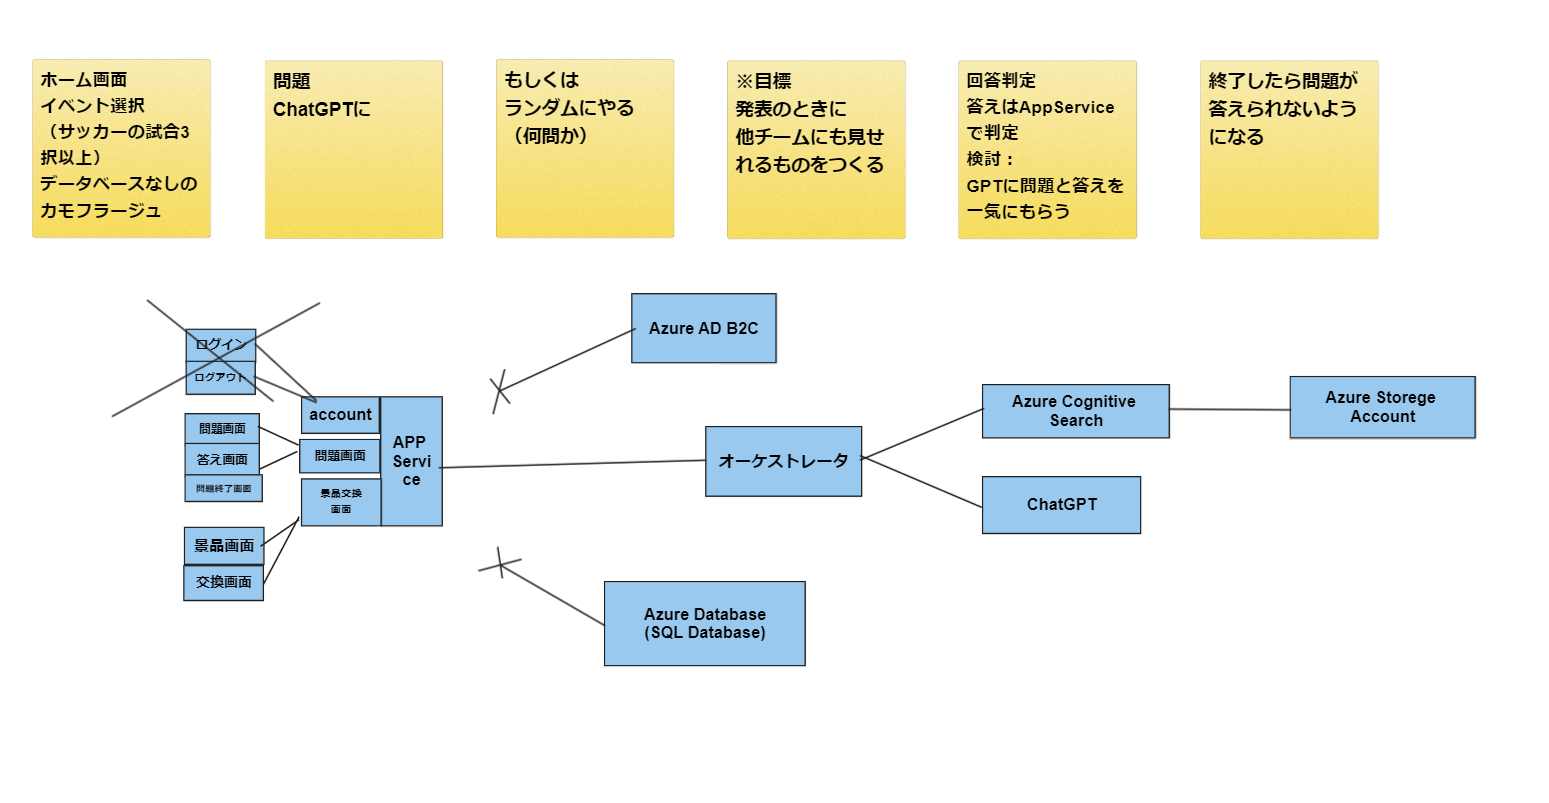 ホーム画面
イベント選択
（サッカーの試合3
択以上）
データベースなしの
カモフラージュ
問題
ChatGPTに
もしくは
ランダムにやる
（何問か）
※目標
発表のときに
他チームにも見せ
れるものをつくる
回答判定
答えはAppService
で判定
検討：
GPTに問題と答えを
一気にもらう
終了したら問題が
答えられないよう
になる
ログイン
ログアウト
account
問題画面
答え画面
問題終了画面
問題画面
景品交換
画面
APP
Servi
ce
景品画面
交換画面
Azure AD B2C
オーケストレータ
Azure Cognitive
Search
Azure Storege
Account
ChatGPT
Azure Database
(SQL Database)